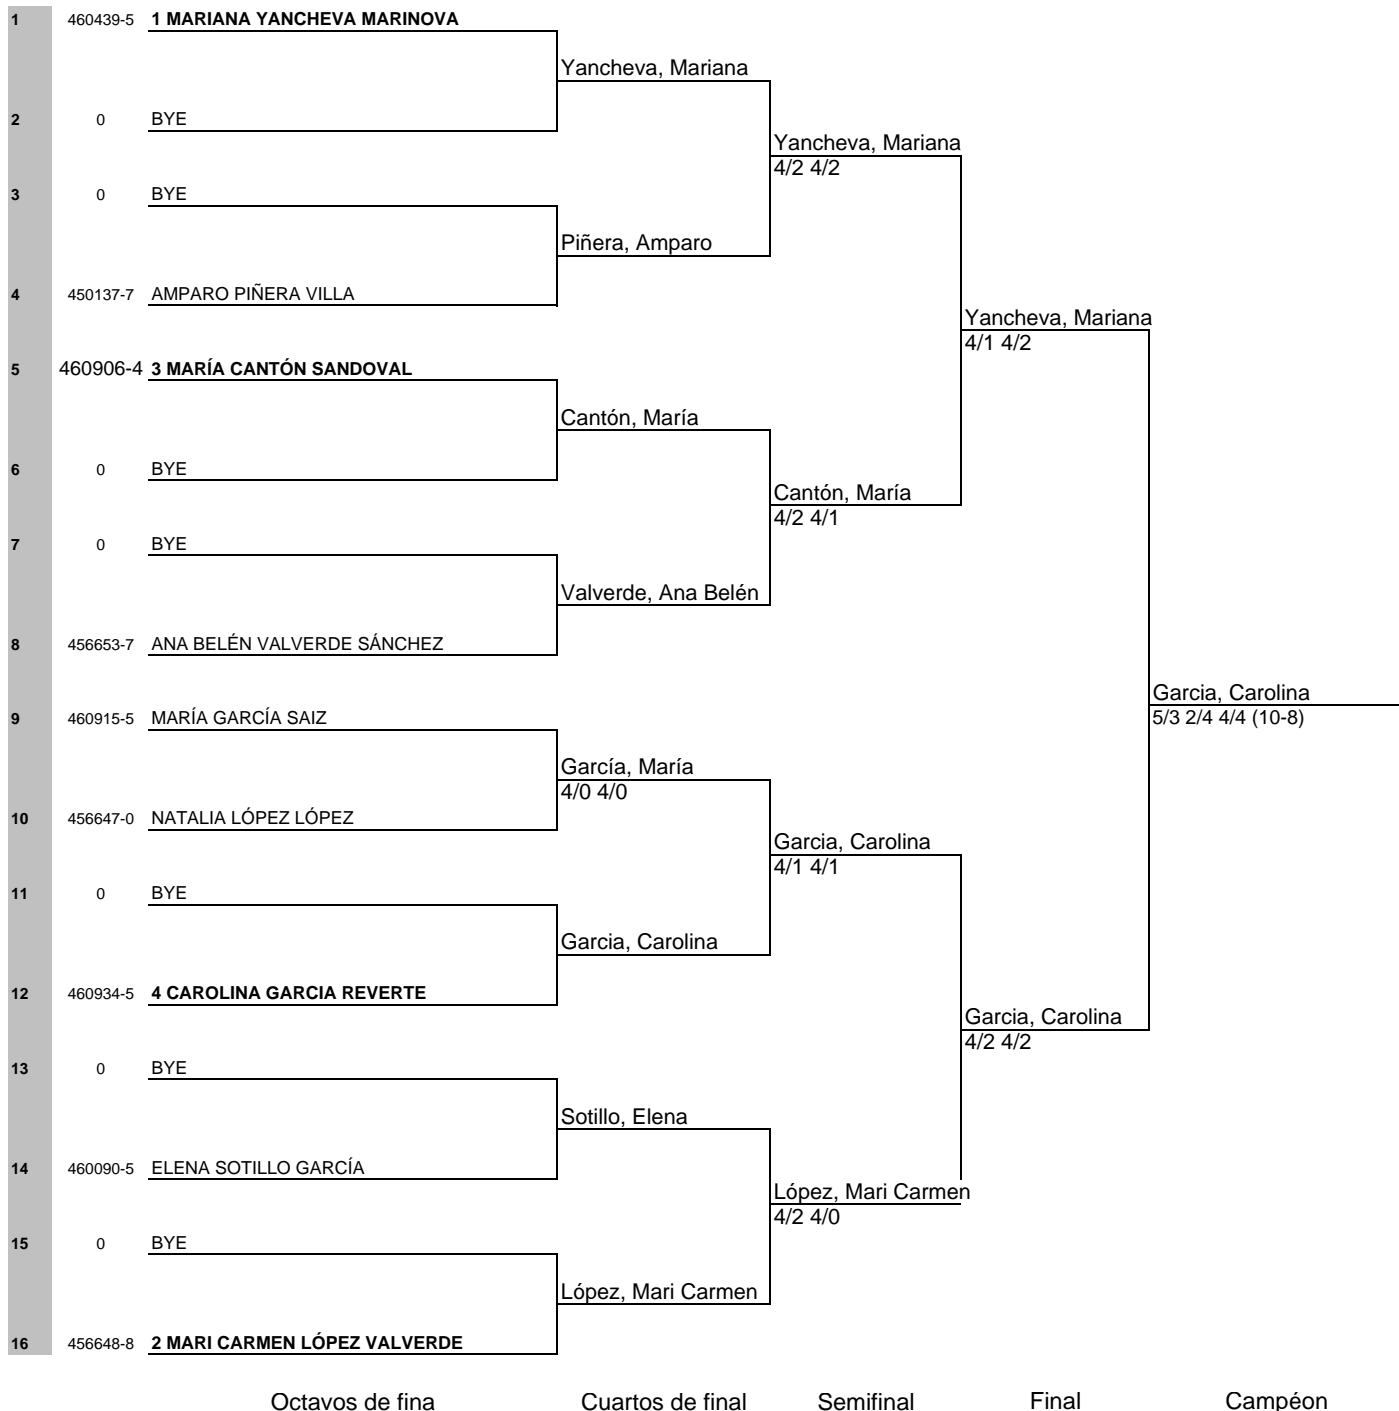 1 460439-5 1 MARIANA YANCHEVA MARINOVA
Yancheva, Mariana
2 0 BYE
Yancheva, Mariana
4/2 4/2
3 0 BYE
Piñera, Amparo
4 450137-7 AMPARO PIÑERA VILLA
Yancheva, Mariana
4/1 4/2
5 460906-4 3 MARÍA CANTÓN SANDOVAL
Cantón, María
6 0 BYE
Cantón, María
4/2 4/1
7 0 BYE
Valverde, Ana Belén
8 456653-7 ANA BELÉN VALVERDE SÁNCHEZ
Garcia, Carolina
5/3 2/4 4/4 (10-8)
9 460915-5 MARÍA GARCÍA SAIZ
García, María
4/0 4/0
10 456647-0 NATALIA LÓPEZ LÓPEZ
Garcia, Carolina
4/1 4/1
11 0 BYE
Garcia, Carolina
12 460934-5 4 CAROLINA GARCIA REVERTE
Garcia, Carolina
4/2 4/2
13 0 BYE
Sotillo, Elena
14 460090-5 ELENA SOTILLO GARCÍA
López, Mari Carmen
4/2 4/0
15 0 BYE
López, Mari Carmen
16 456648-8 2 MARI CARMEN LÓPEZ VALVERDE
Octavos de fina Cuartos de final Semifinal Final Campéon